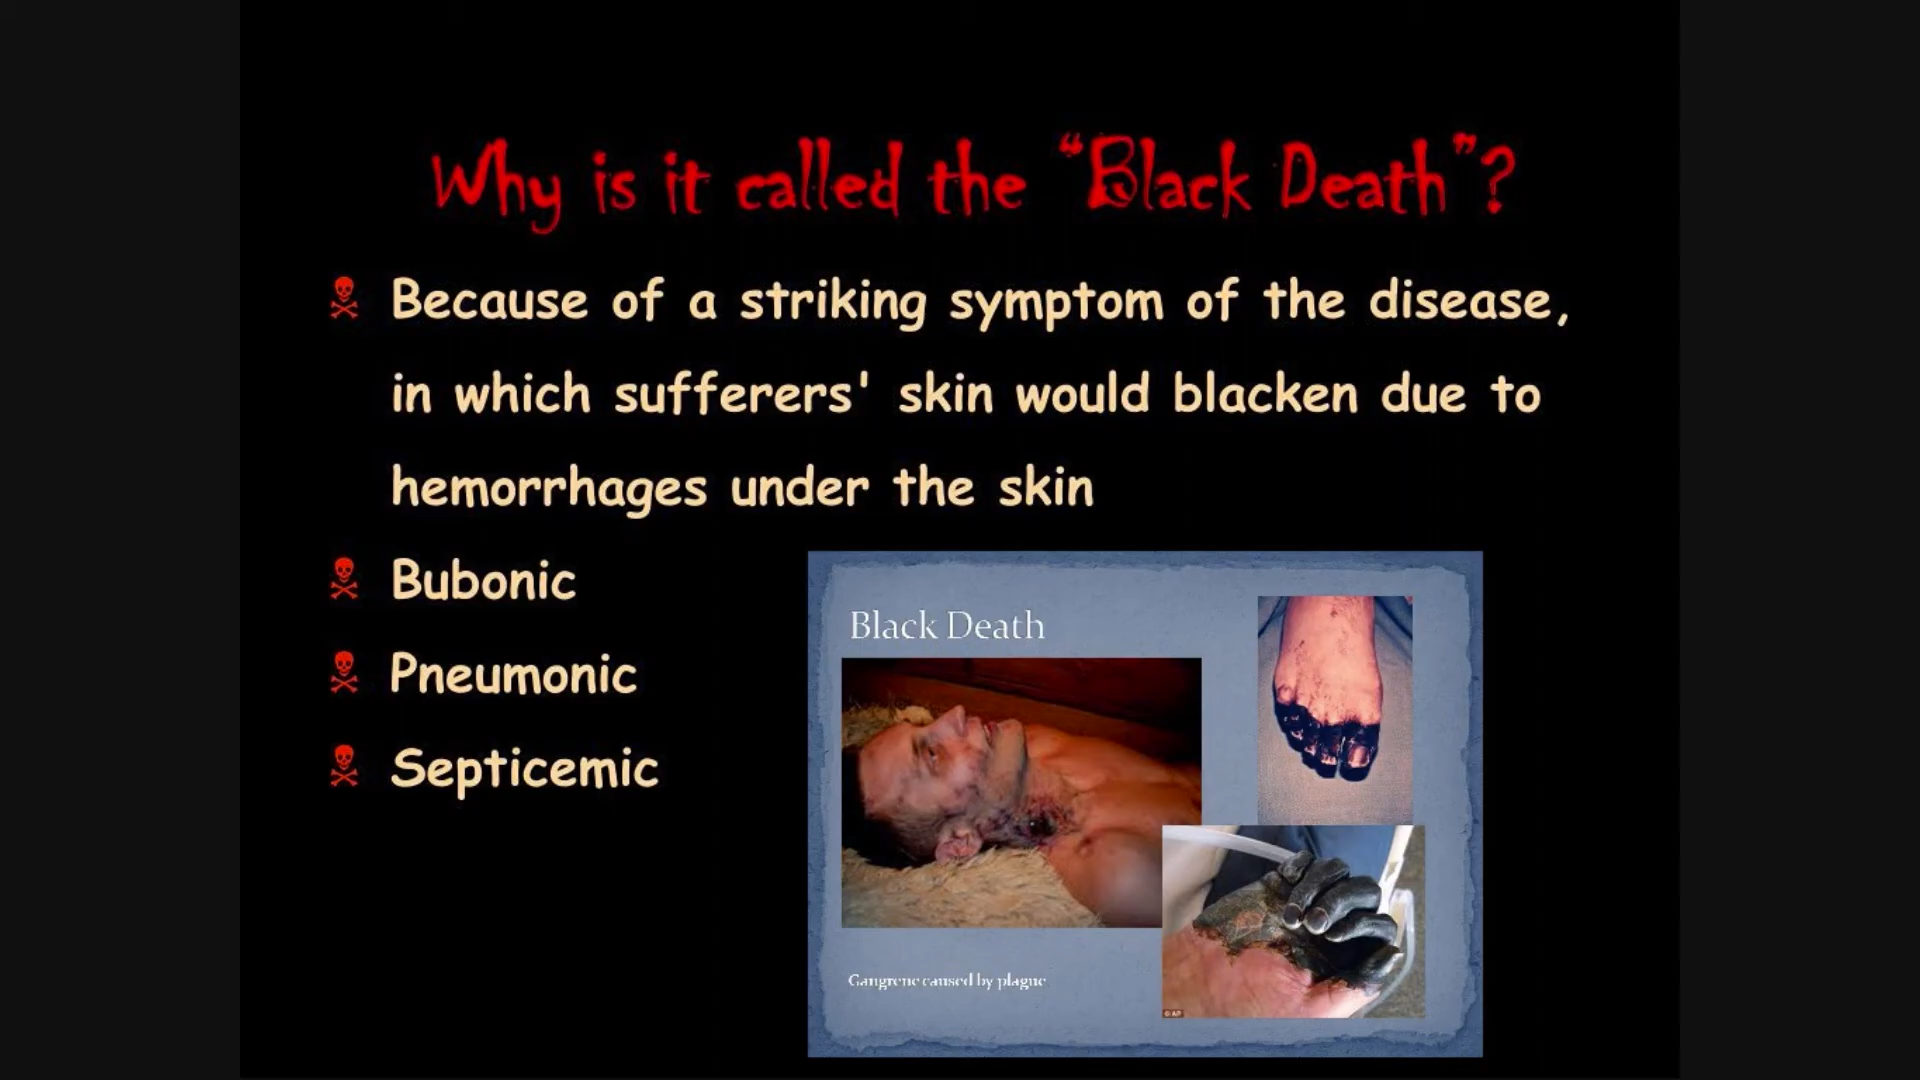 Why is it called the “Black Death”?
Because of a striking symptom of the disease,
in which sufferers' skin would blacken due to
hemorrhages under the skin
Bubonic
Pneumonic
Septicemic
Black Death
Gangrene caused by plague
© AP